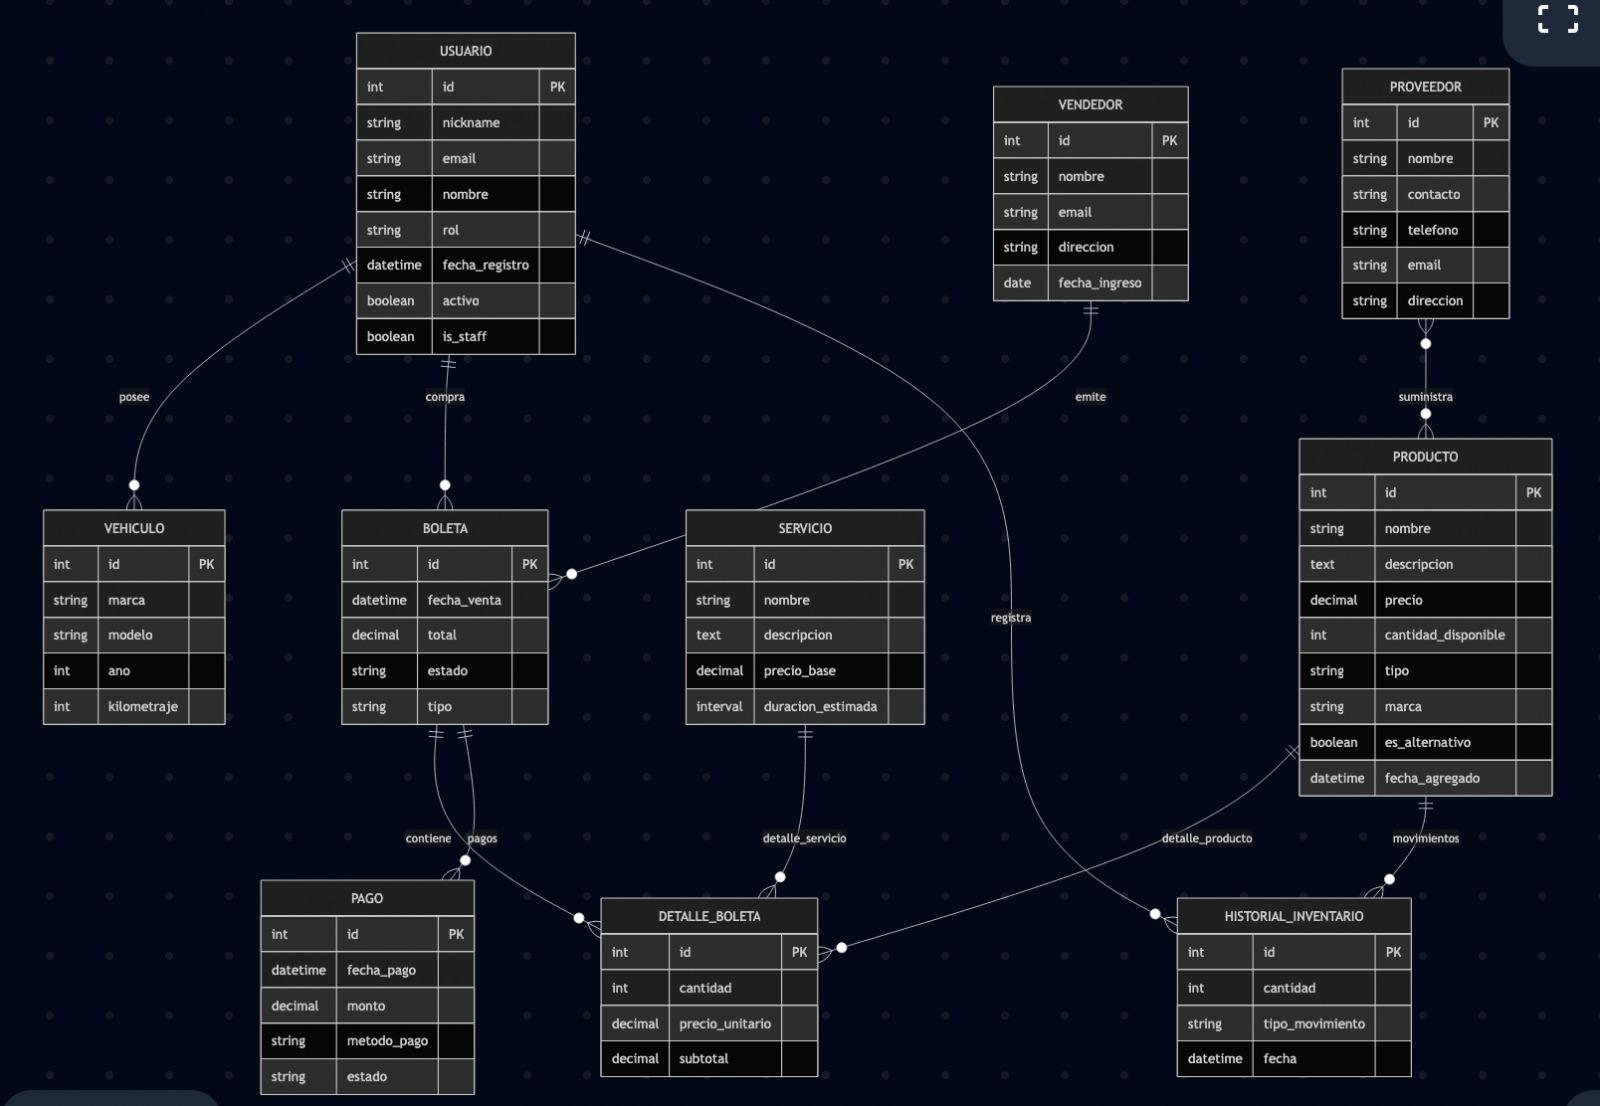 USUARIO
int id PK
string nickname
string email
string nombre
string rol
datetime fecha_registro
boolean activo
boolean is_staff
VENDEDOR
int id PK
string nombre
string email
string direccion
date fecha_ingreso
PROVEEDOR
int id PK
string nombre
string contacto
string telefono
string email
string direccion
posee
compra
emite
suministra
VEHICULO
int id PK
string marca
string modelo
int ano
int kilometraje
BOLETA
int id PK
datetime fecha_venta
decimal total
string estado
string tipo
SERVICIO
int id PK
string nombre
text descripcion
decimal precio_base
interval duracion_estimada
registra
PRODUCTO
int id PK
string nombre
text descripcion
decimal precio
int cantidad_disponible
string tipo
string marca
boolean es_alternativo
datetime fecha_agregado
contiene
pagos
detalle_servicio
detalle_producto
movimientos
PAGO
int id PK
datetime fecha_pago
decimal monto
string metodo_pago
string estado
DETALLE_BOLETA
int id PK
int cantidad
decimal precio_unitario
decimal subtotal
HISTORIAL_INVENTARIO
int id PK
int cantidad
string tipo_movimiento
datetime fecha